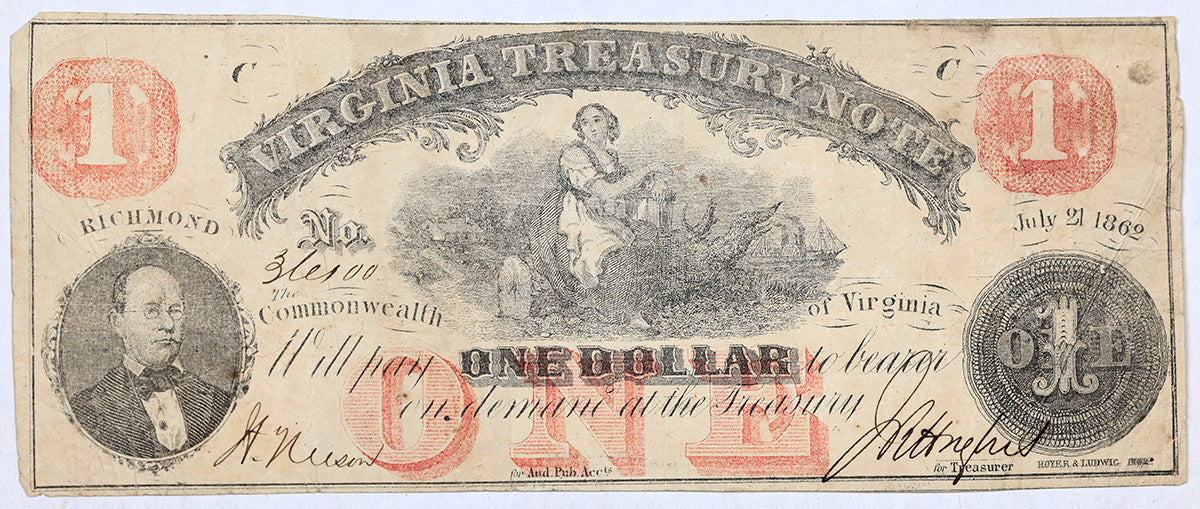 VIRGINIA TREASURY NOTE
C
C
1
1
RICHMOND
July 21 1862
No.
The
Commonwealth
of Virginia
Will pay ONE DOLLAR to bearer
on demand at the Treasury
ONE
ONE
1
for Aud. Pub. Accts
for Treasurer
HOYER & LUDWIG